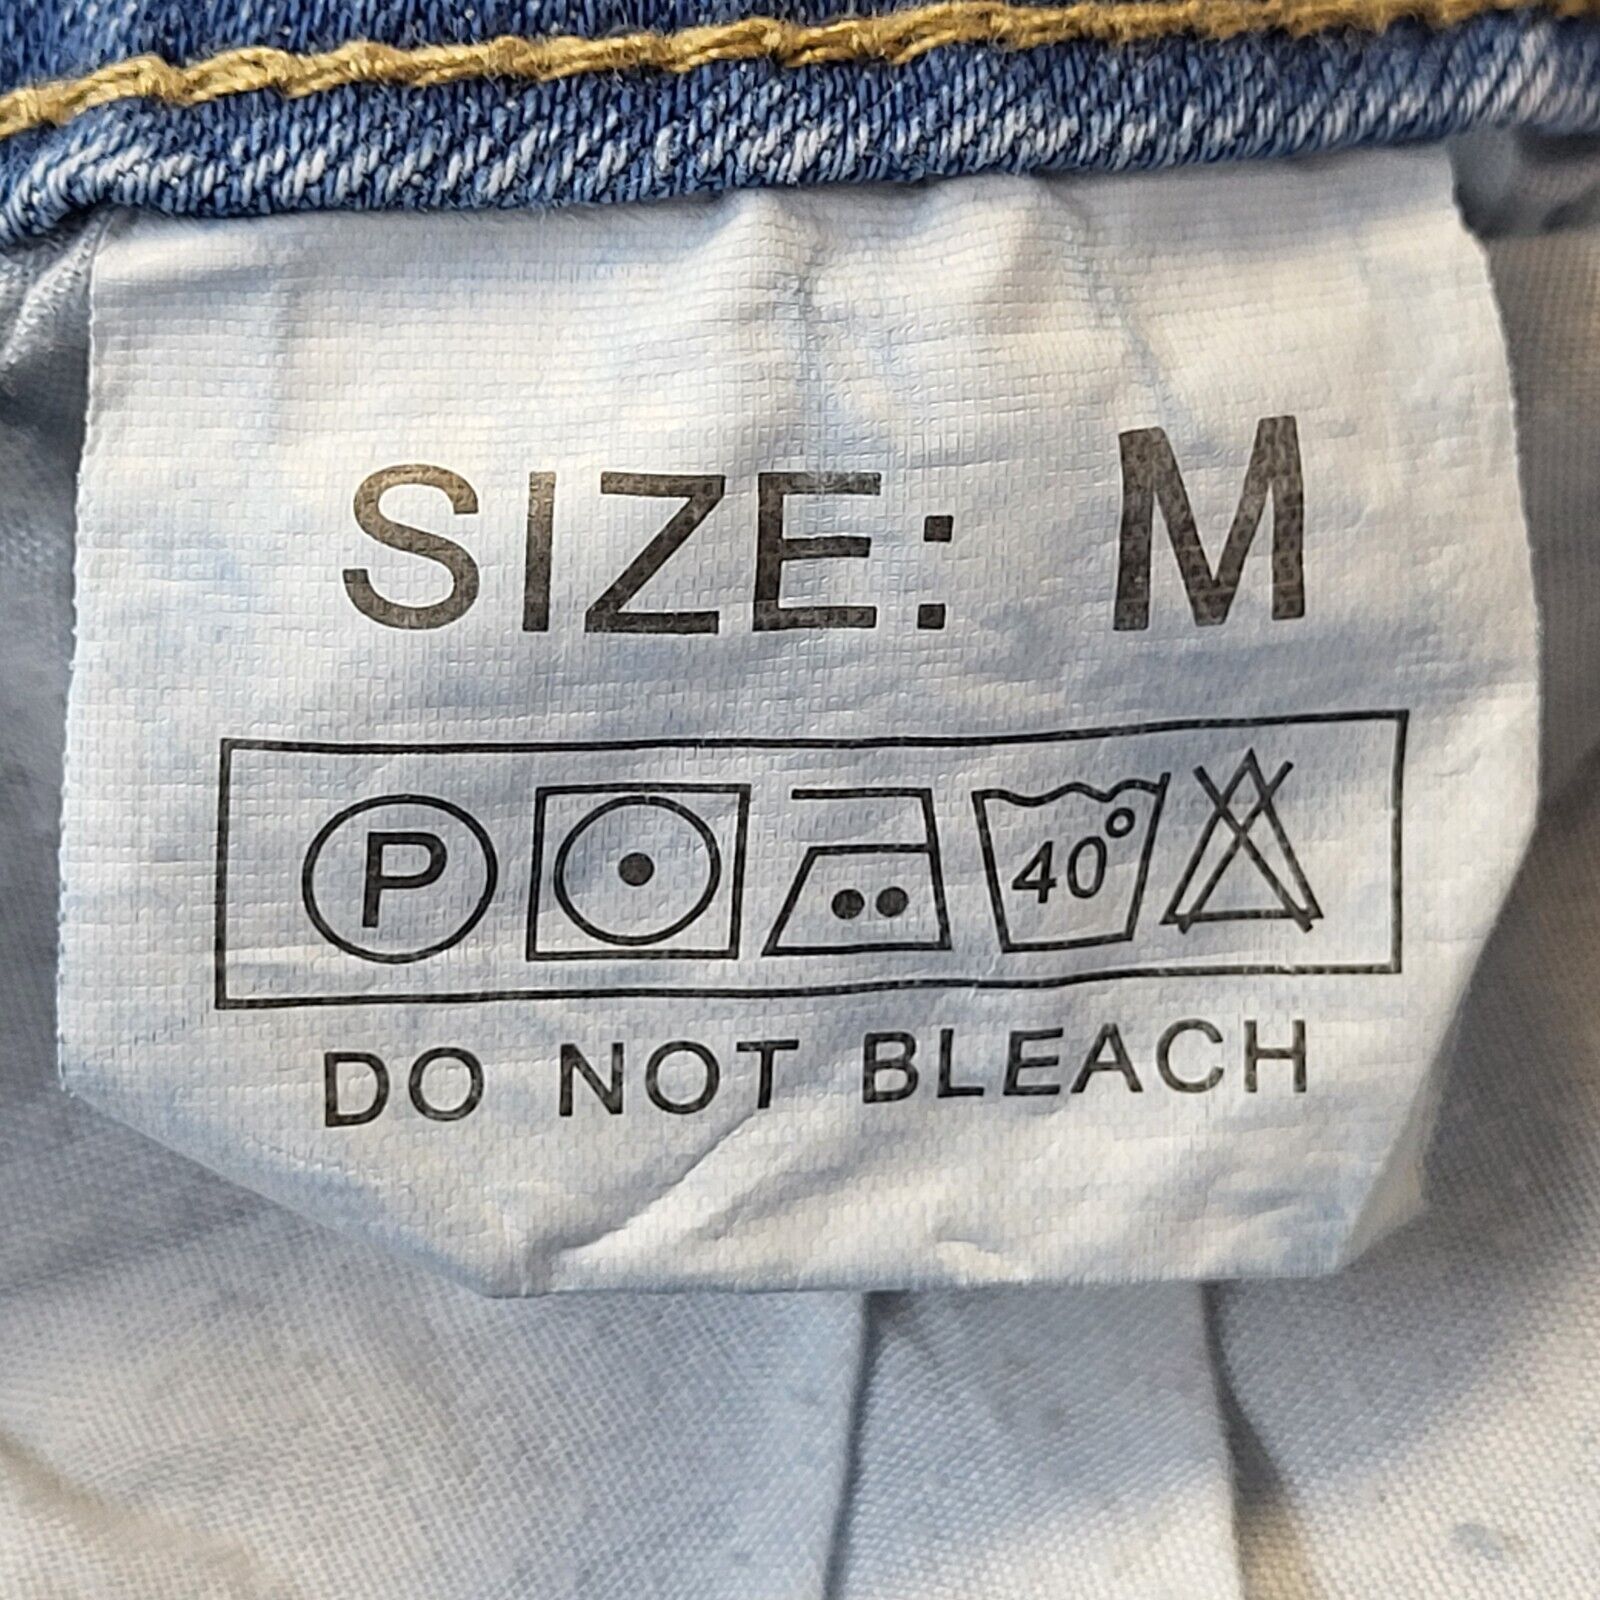 SIZE: M
P 40°
DO NOT BLEACH